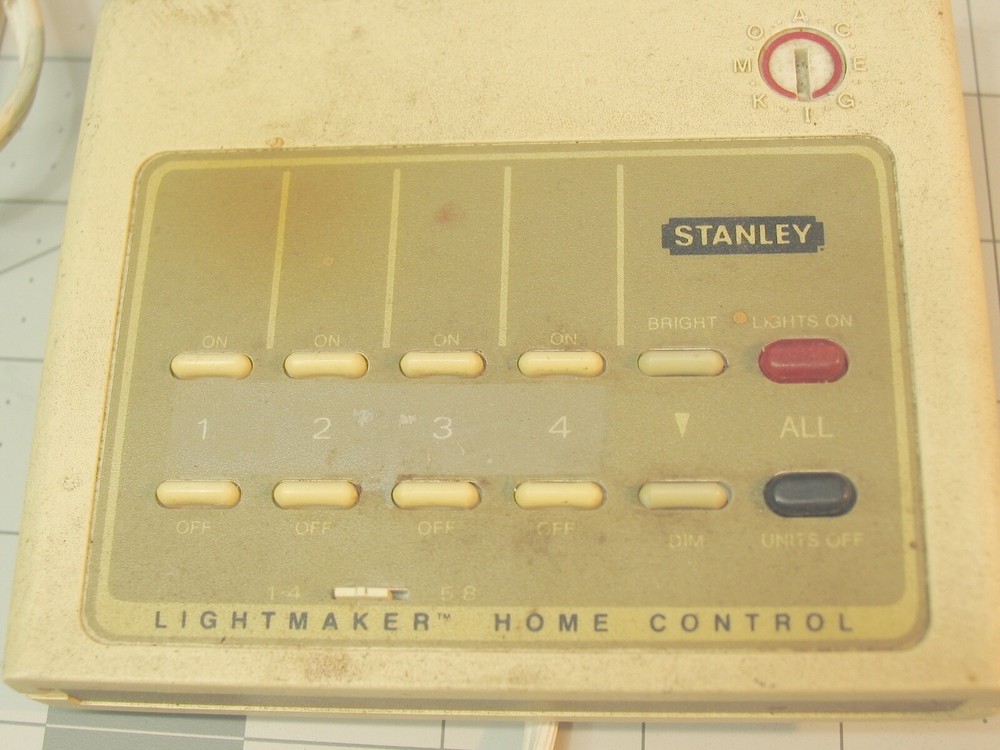 A
O C
M E
K G
I
STANLEY
BRIGHT LIGHTS ON
ON ON ON ON
1 2 3 4 ALL
OFF OFF OFF OFF DIM UNITS OFF
1-4 5-8
LIGHTMAKER™ HOME CONTROL